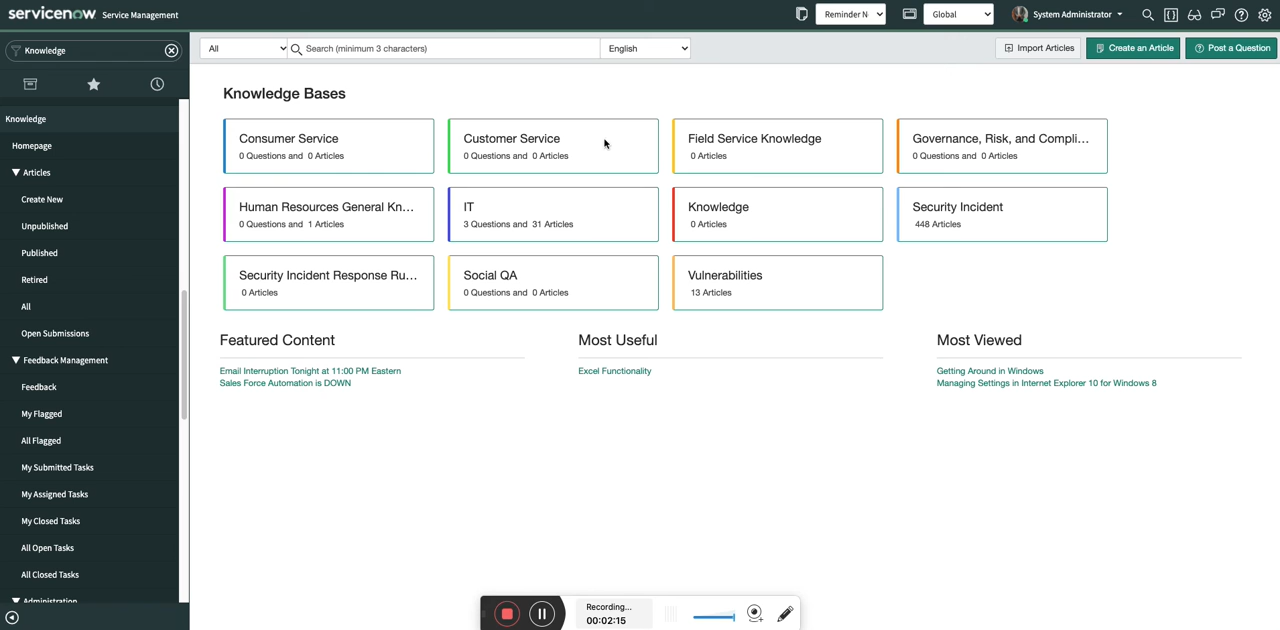 servicenow Service Management
Reminder N
Global
System Administrator
Knowledge
All
Search (minimum 3 characters)
English
Import Articles
Create an Article
Post a Question
Knowledge
Homepage
Articles
Create New
Unpublished
Published
Retired
All
Open Submissions
Feedback Management
Feedback
My Flagged
All Flagged
My Submitted Tasks
My Assigned Tasks
My Closed Tasks
All Open Tasks
All Closed Tasks
Administration
Knowledge Bases
Consumer Service
0 Questions and 0 Articles
Customer Service
0 Questions and 0 Articles
Field Service Knowledge
0 Articles
Governance, Risk, and Compli...
0 Questions and 0 Articles
Human Resources General Kn...
0 Questions and 1 Articles
IT
3 Questions and 31 Articles
Knowledge
0 Articles
Security Incident
448 Articles
Security Incident Response Ru...
0 Articles
Social QA
0 Questions and 0 Articles
Vulnerabilities
13 Articles
Featured Content
Email Interruption Tonight at 11:00 PM Eastern
Sales Force Automation is DOWN
Most Useful
Excel Functionality
Most Viewed
Getting Around in Windows
Managing Settings in Internet Explorer 10 for Windows 8
Recording...
00:02:15